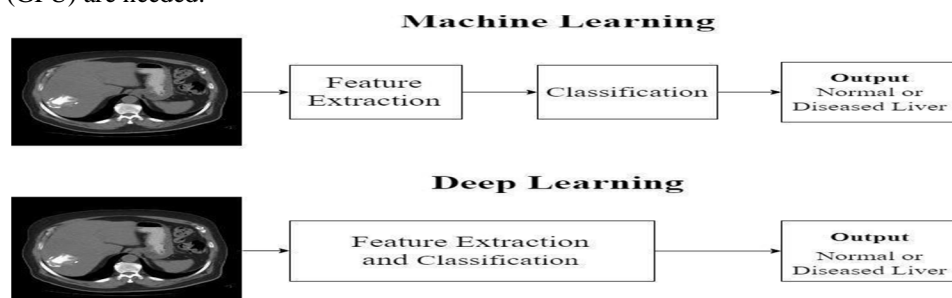 (GPU) are needed.
Machine Learning
Feature
Extraction
Classification
Output
Normal or
Diseased Liver
Deep Learning
Feature Extraction
and Classification
Output
Normal or
Diseased Liver